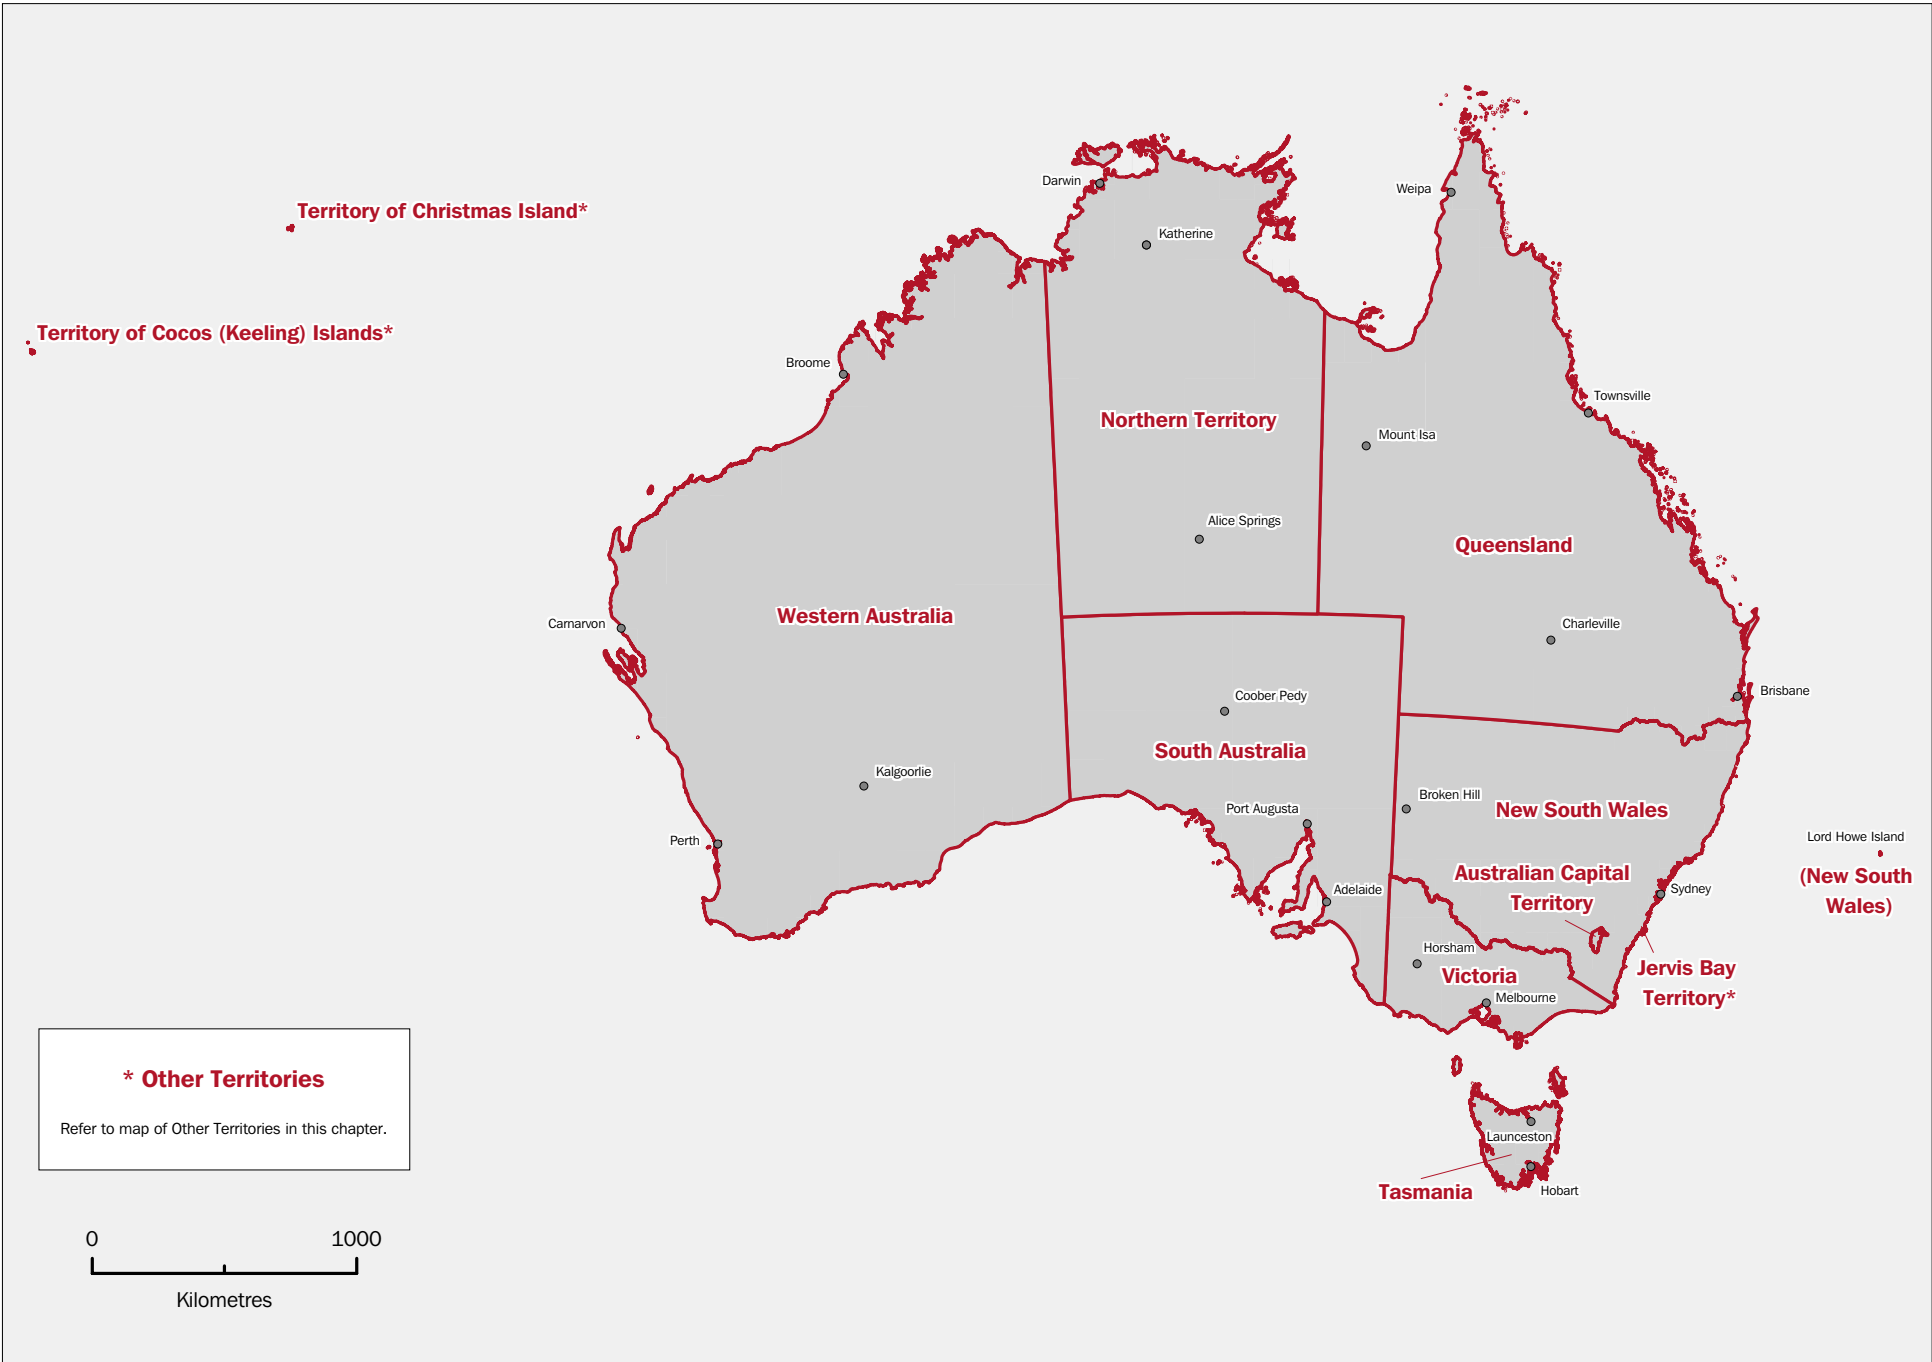 Darwin
Weipa
Territory of Christmas Island*
Katherine
Territory of Cocos (Keeling) Islands*
Broome
Townsville
Northern Territory
Mount Isa
Alice Springs
Queensland
Western Australia
Carnarvon
Charleville
Coober Pedy
Brisbane
South Australia
Kalgoorlie
Broken Hill
Port Augusta
New South Wales
Perth
Lord Howe Island
(New South
Wales)
Australian Capital
Territory
Adelaide
Sydney
Horsham
Victoria
Jervis Bay
Territory*
Melbourne
* Other Territories
Refer to map of Other Territories in this chapter.
Launceston
Tasmania
Hobart
0 1000
Kilometres